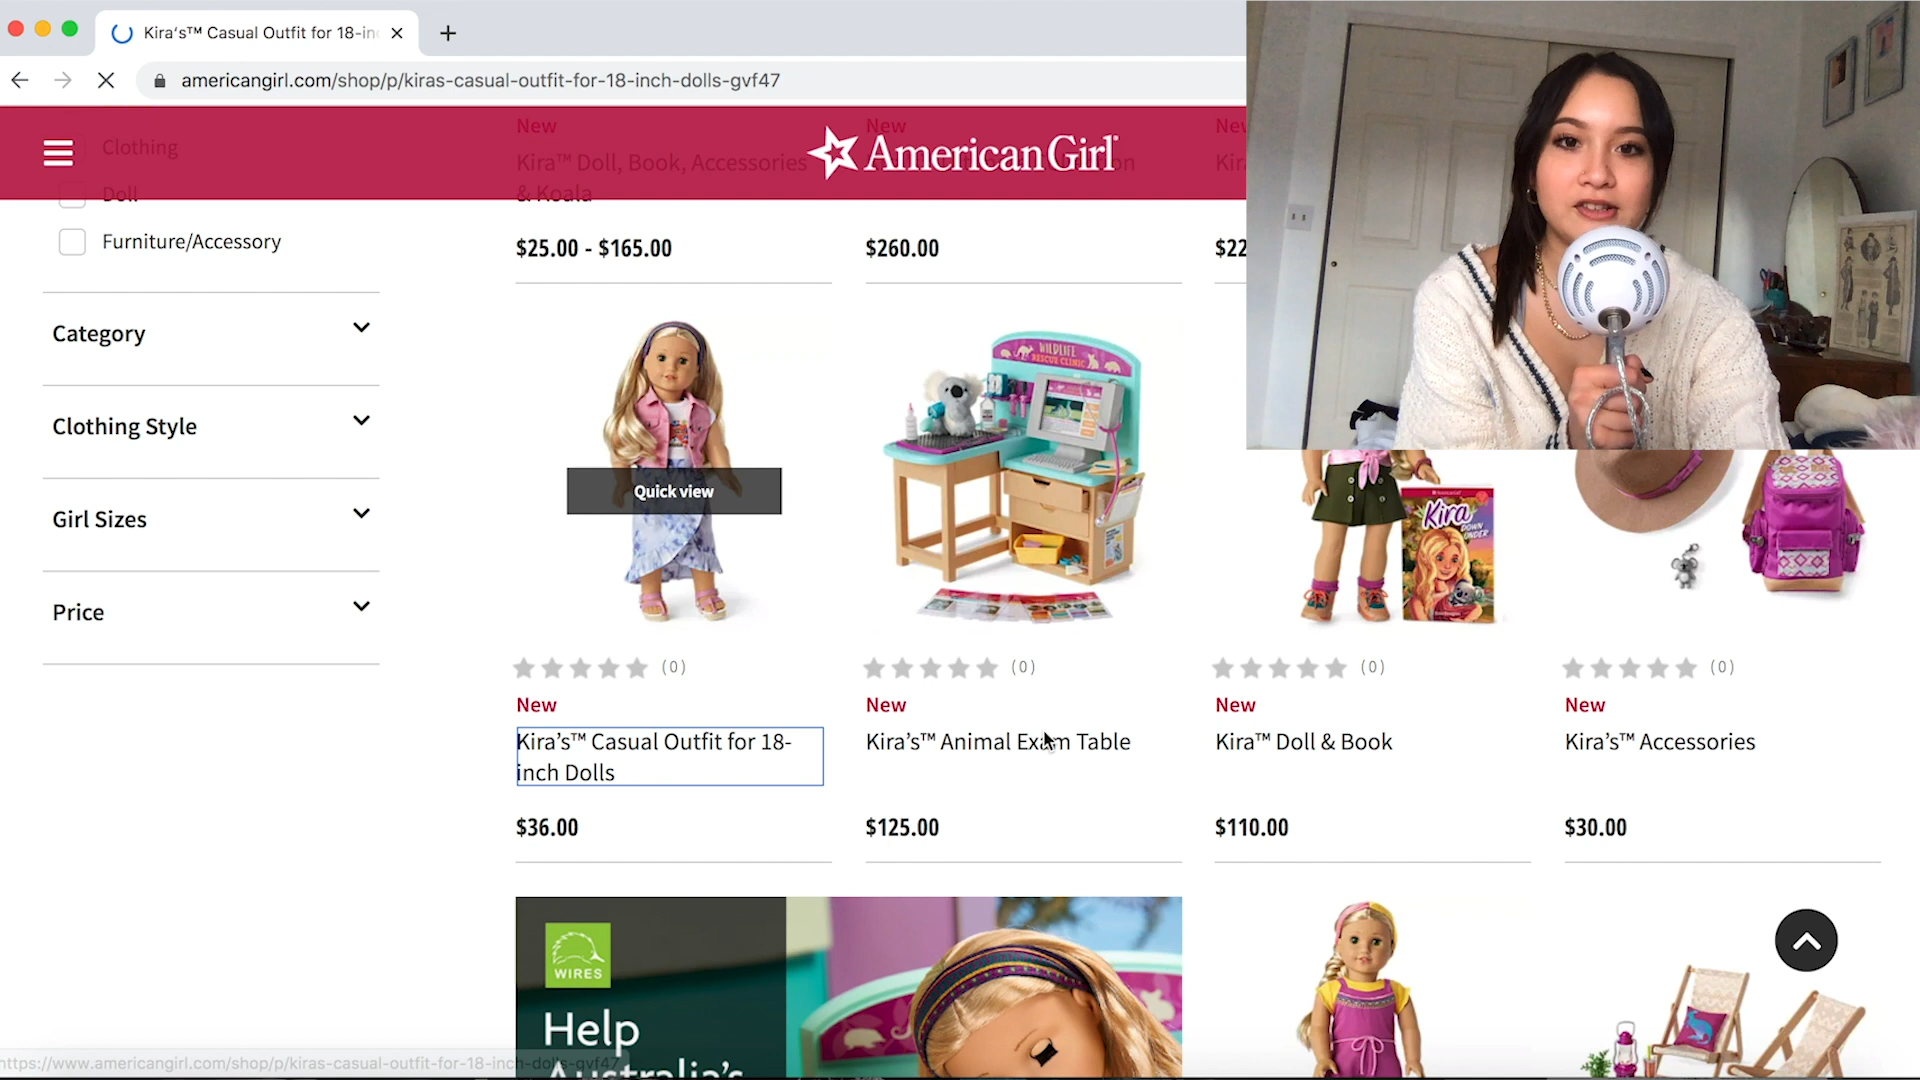 Kira's™ Casual Outfit for 18-in
americangirl.com/shop/p/kiras-casual-outfit-for-18-inch-dolls-gvf47
American Girl
Clothing
Doll
Furniture/Accessory
Category
Clothing Style
Girl Sizes
Price
New
Kira™ Doll, Book, Accessories
& Koala
$25.00 - $165.00
New
$260.00
New
$22
Quick view
WILDLIFE
RESCUE CLINIC
Kira
DOWN
UNDER
(0)
New
Kira's™ Casual Outfit for 18-
inch Dolls
$36.00
(0)
New
Kira's™ Animal Exam Table
$125.00
(0)
New
Kira™ Doll & Book
$110.00
(0)
New
Kira's™ Accessories
$30.00
WIRES
Help
Australia's
https://www.americangirl.com/shop/p/kiras-casual-outfit-for-18-inch-dolls-gvf47